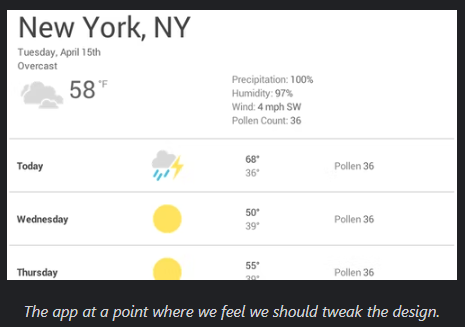 New York, NY
Tuesday, April 15th
Overcast
58 °F
Precipitation: 100%
Humidity: 97%
Wind: 4 mph SW
Pollen Count: 36
Today 68° Pollen 36
36°
Wednesday 50° Pollen 36
39°
Thursday 55° Pollen 36
39°
The app at a point where we feel we should tweak the design.